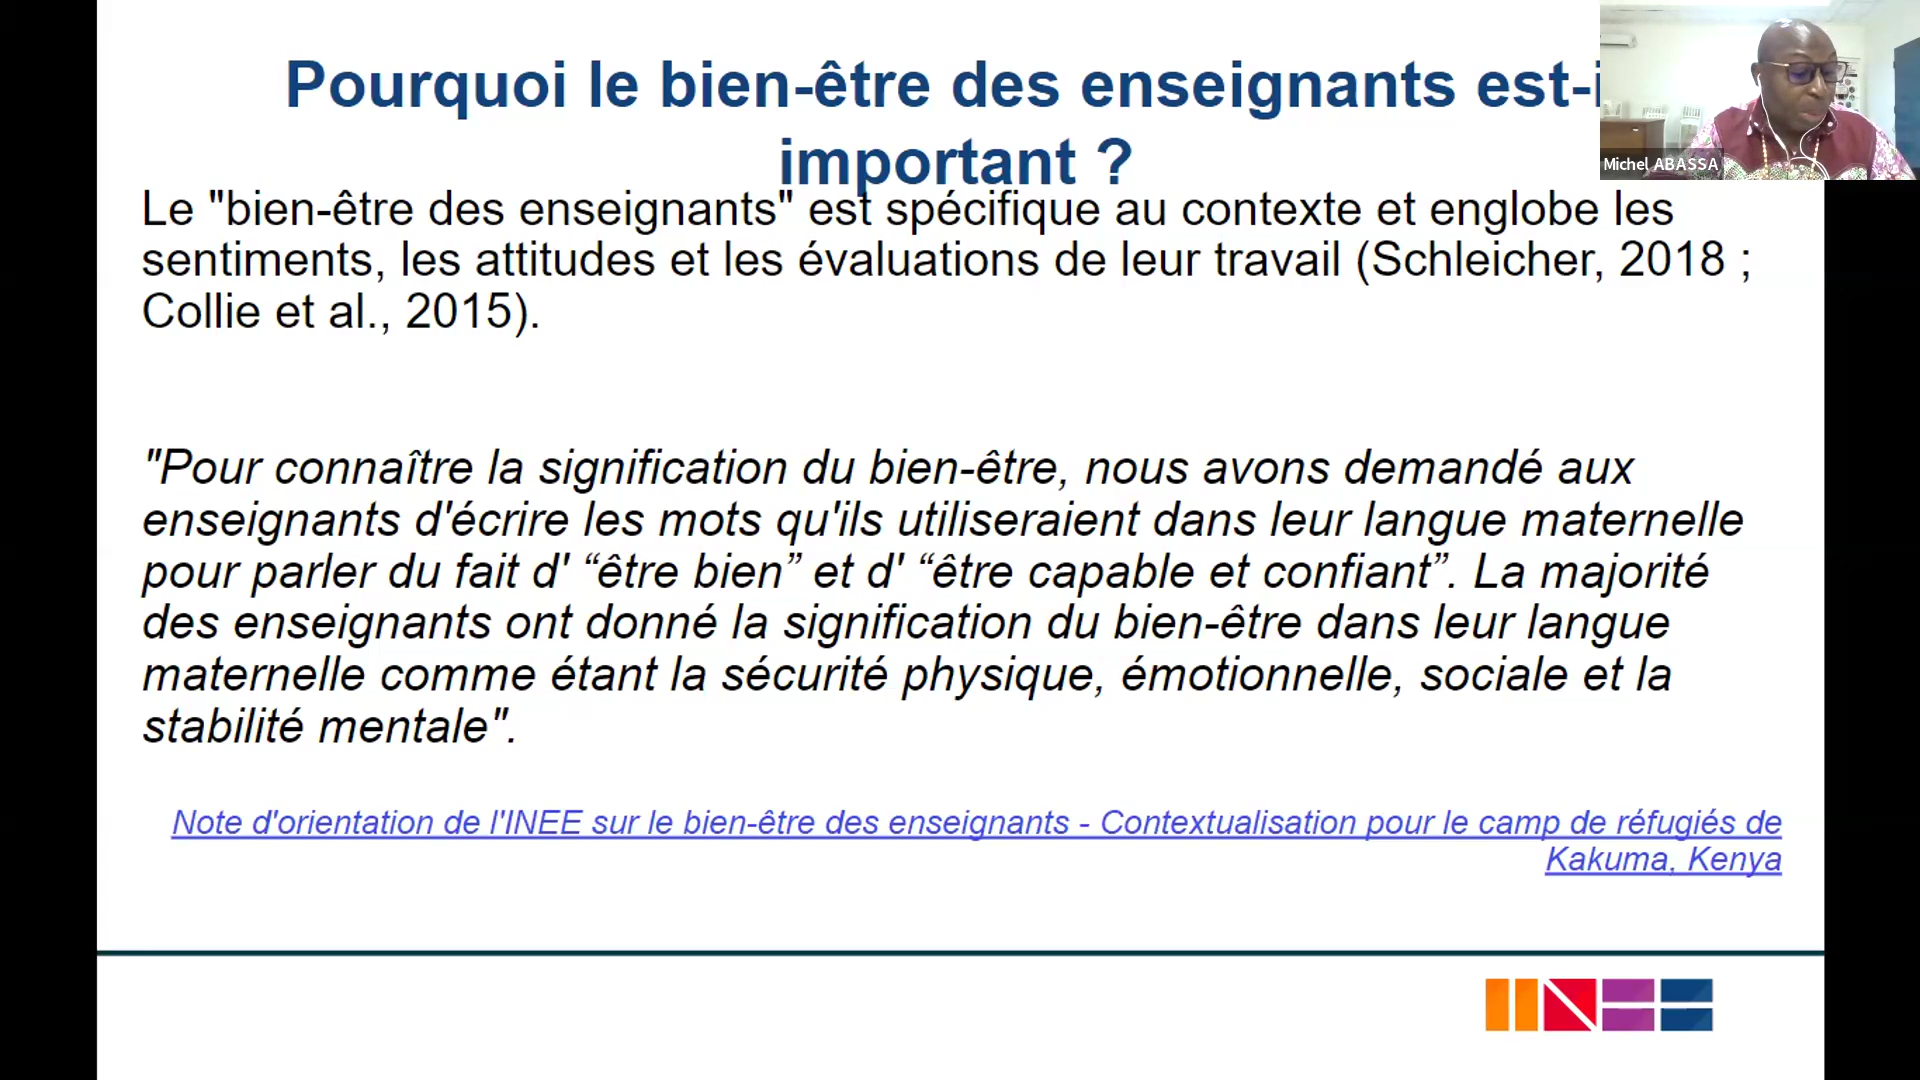 Pourquoi le bien-être des enseignants est-i
important ?
Michel ABASSA
Le "bien-être des enseignants" est spécifique au contexte et englobe les
sentiments, les attitudes et les évaluations de leur travail (Schleicher, 2018 ;
Collie et al., 2015).
"Pour connaître la signification du bien-être, nous avons demandé aux
enseignants d'écrire les mots qu'ils utiliseraient dans leur langue maternelle
pour parler du fait d' “être bien” et d' “être capable et confiant”. La majorité
des enseignants ont donné la signification du bien-être dans leur langue
maternelle comme étant la sécurité physique, émotionnelle, sociale et la
stabilité mentale".
Note d'orientation de l'INEE sur le bien-être des enseignants - Contextualisation pour le camp de réfugiés de
Kakuma, Kenya
INEE